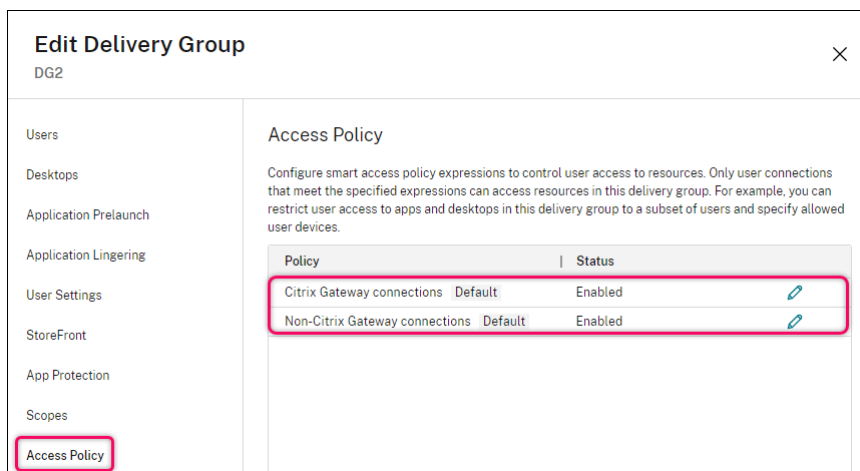 Edit Delivery Group
DG2
Users
Desktops
Application Prelaunch
Application Lingering
User Settings
StoreFront
App Protection
Scopes
Access Policy
Access Policy
Configure smart access policy expressions to control user access to resources. Only user connections
that meet the specified expressions can access resources in this delivery group. For example, you can
restrict user access to apps and desktops in this delivery group to a subset of users and specify allowed
user devices.
Policy | Status
Citrix Gateway connections Default Enabled
Non-Citrix Gateway connections Default Enabled